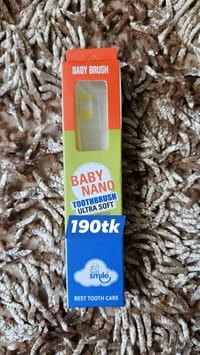 BABY BRUSH
BABY
NANO
TOOTHBRUSH
ULTRA SOFT
190tk
smile
BEST TOOTH CARE